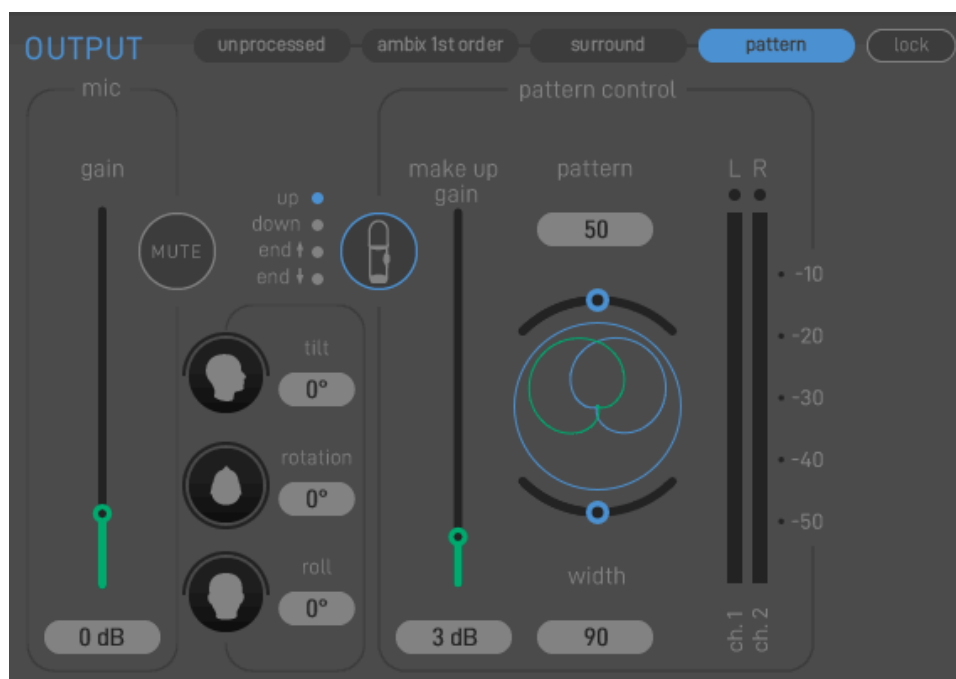 OUTPUT
unprocessed
ambix 1st order
surround
pattern
lock
mic
pattern control
gain
make up
gain
pattern
L R
up
down
end ↑
end ↓
MUTE
50
-10
-20
-30
-40
-50
tilt
0°
rotation
0°
roll
0°
width
0 dB
3 dB
90
ch. 1
ch. 2